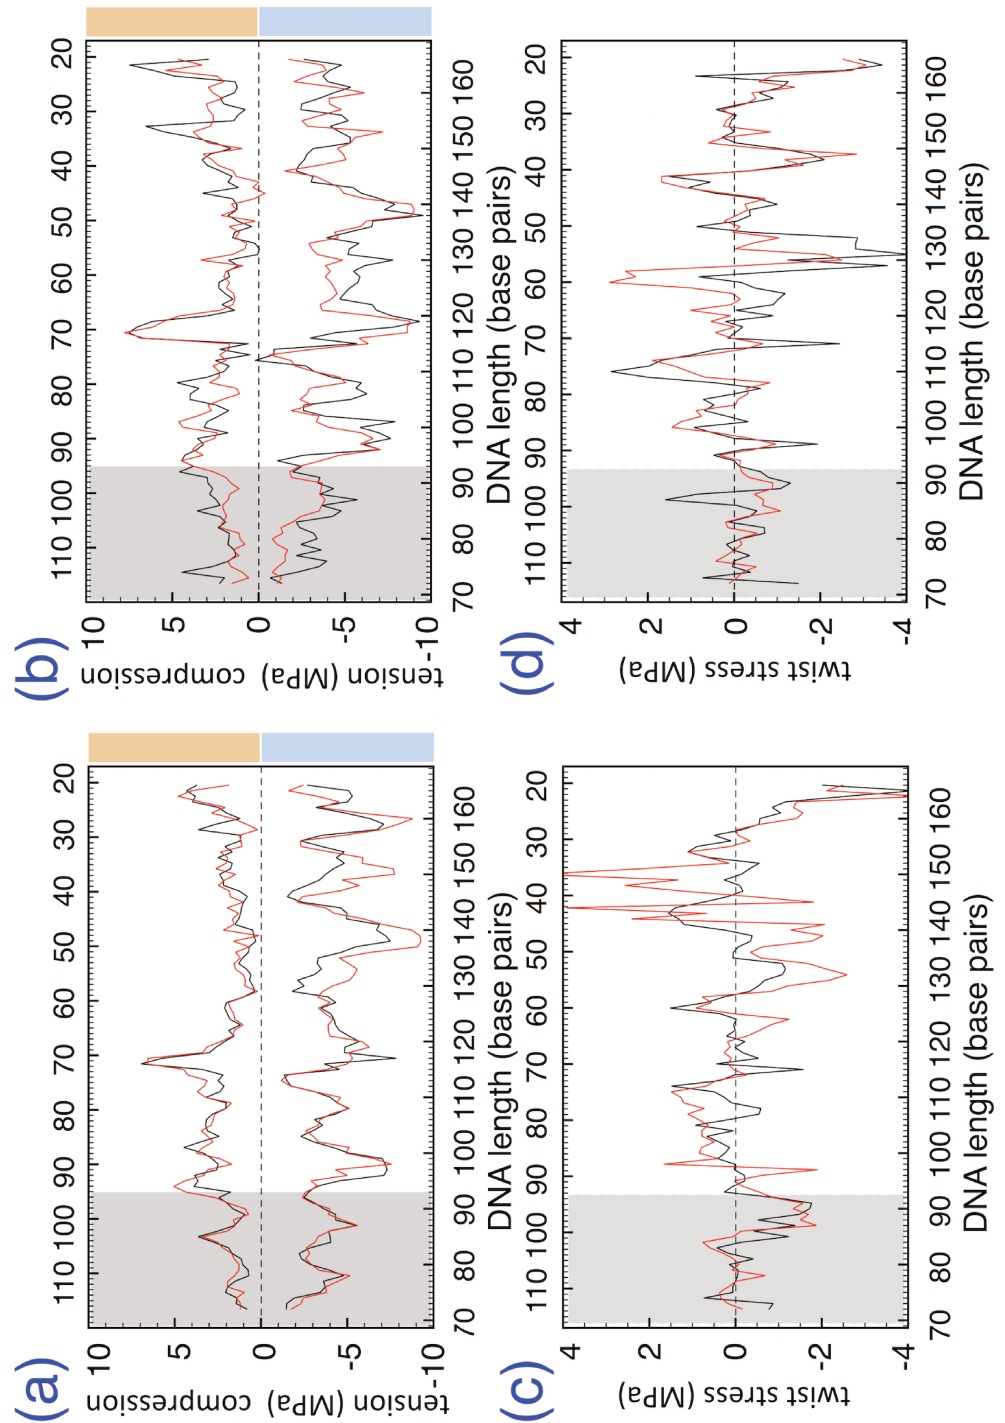 (a)
110 100 90 80 70 60 50 40 30 20
10
5
0
-5
-10
tension (MPa) compression
70 80 90 100 110 120 130 140 150 160
DNA length (base pairs)
(b)
110 100 90 80 70 60 50 40 30 20
10
5
0
-5
-10
tension (MPa) compression
70 80 90 100 110 120 130 140 150 160
DNA length (base pairs)
(c)
110 100 90 80 70 60 50 40 30 20
4
2
0
-2
-4
twist stress (MPa)
70 80 90 100 110 120 130 140 150 160
DNA length (base pairs)
(d)
110 100 90 80 70 60 50 40 30 20
4
2
0
-2
-4
twist stress (MPa)
70 80 90 100 110 120 130 140 150 160
DNA length (base pairs)